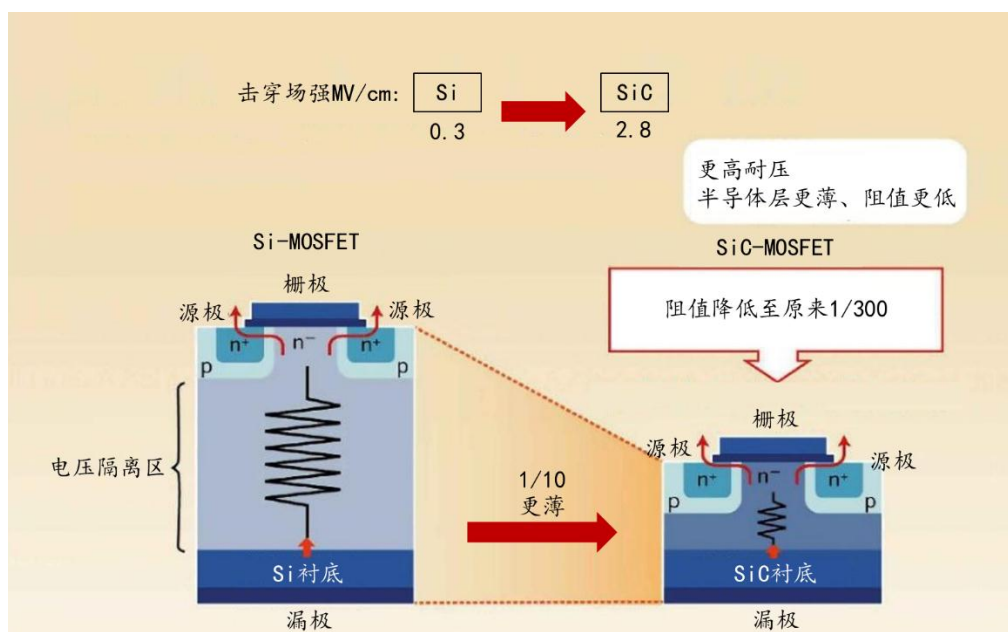 击穿场强MV/cm: Si SiC
0.3 2.8
更高耐压
半导体层更薄、阻值更低
Si-MOSFET
SiC-MOSFET
阻值降低至原来1/300
栅极
源极 源极
n⁺ n⁻ n⁺
p p
电压隔离区
Si衬底
漏极
1/10
更薄
栅极
源极 源极
n⁺ n⁻ n⁺
p p
SiC衬底
漏极